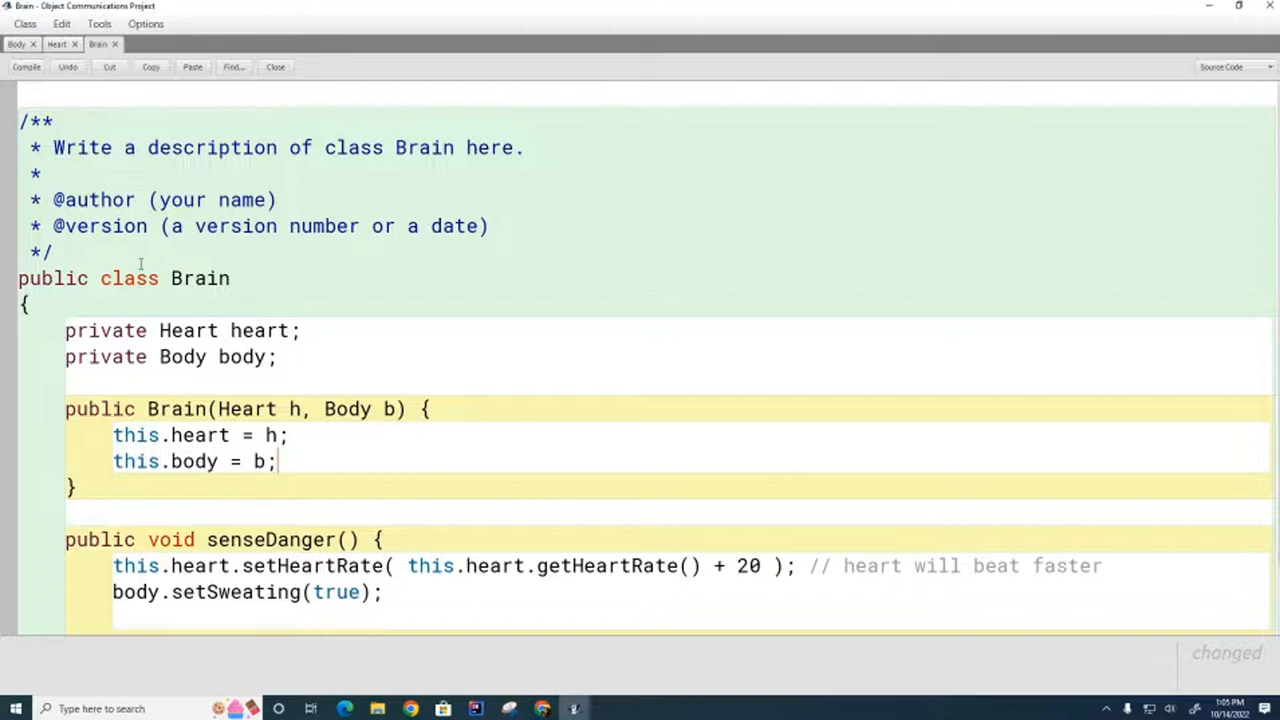 Brain - Object Communications Project
Class Edit Tools Options
Body Heart Brain
Compile Undo Cut Copy Paste Find... Close Source Code
/**
 * Write a description of class Brain here.
 *
 * @author (your name)
 * @version (a version number or a date)
 */
public class Brain
{
    private Heart heart;
    private Body body;
    public Brain(Heart h, Body b) {
        this.heart = h;
        this.body = b;
    }
    public void senseDanger() {
        this.heart.setHeartRate( this.heart.getHeartRate() + 20 ); // heart will beat faster
        body.setSweating(true);
changed
Type here to search
1:05 PM
10/14/2022